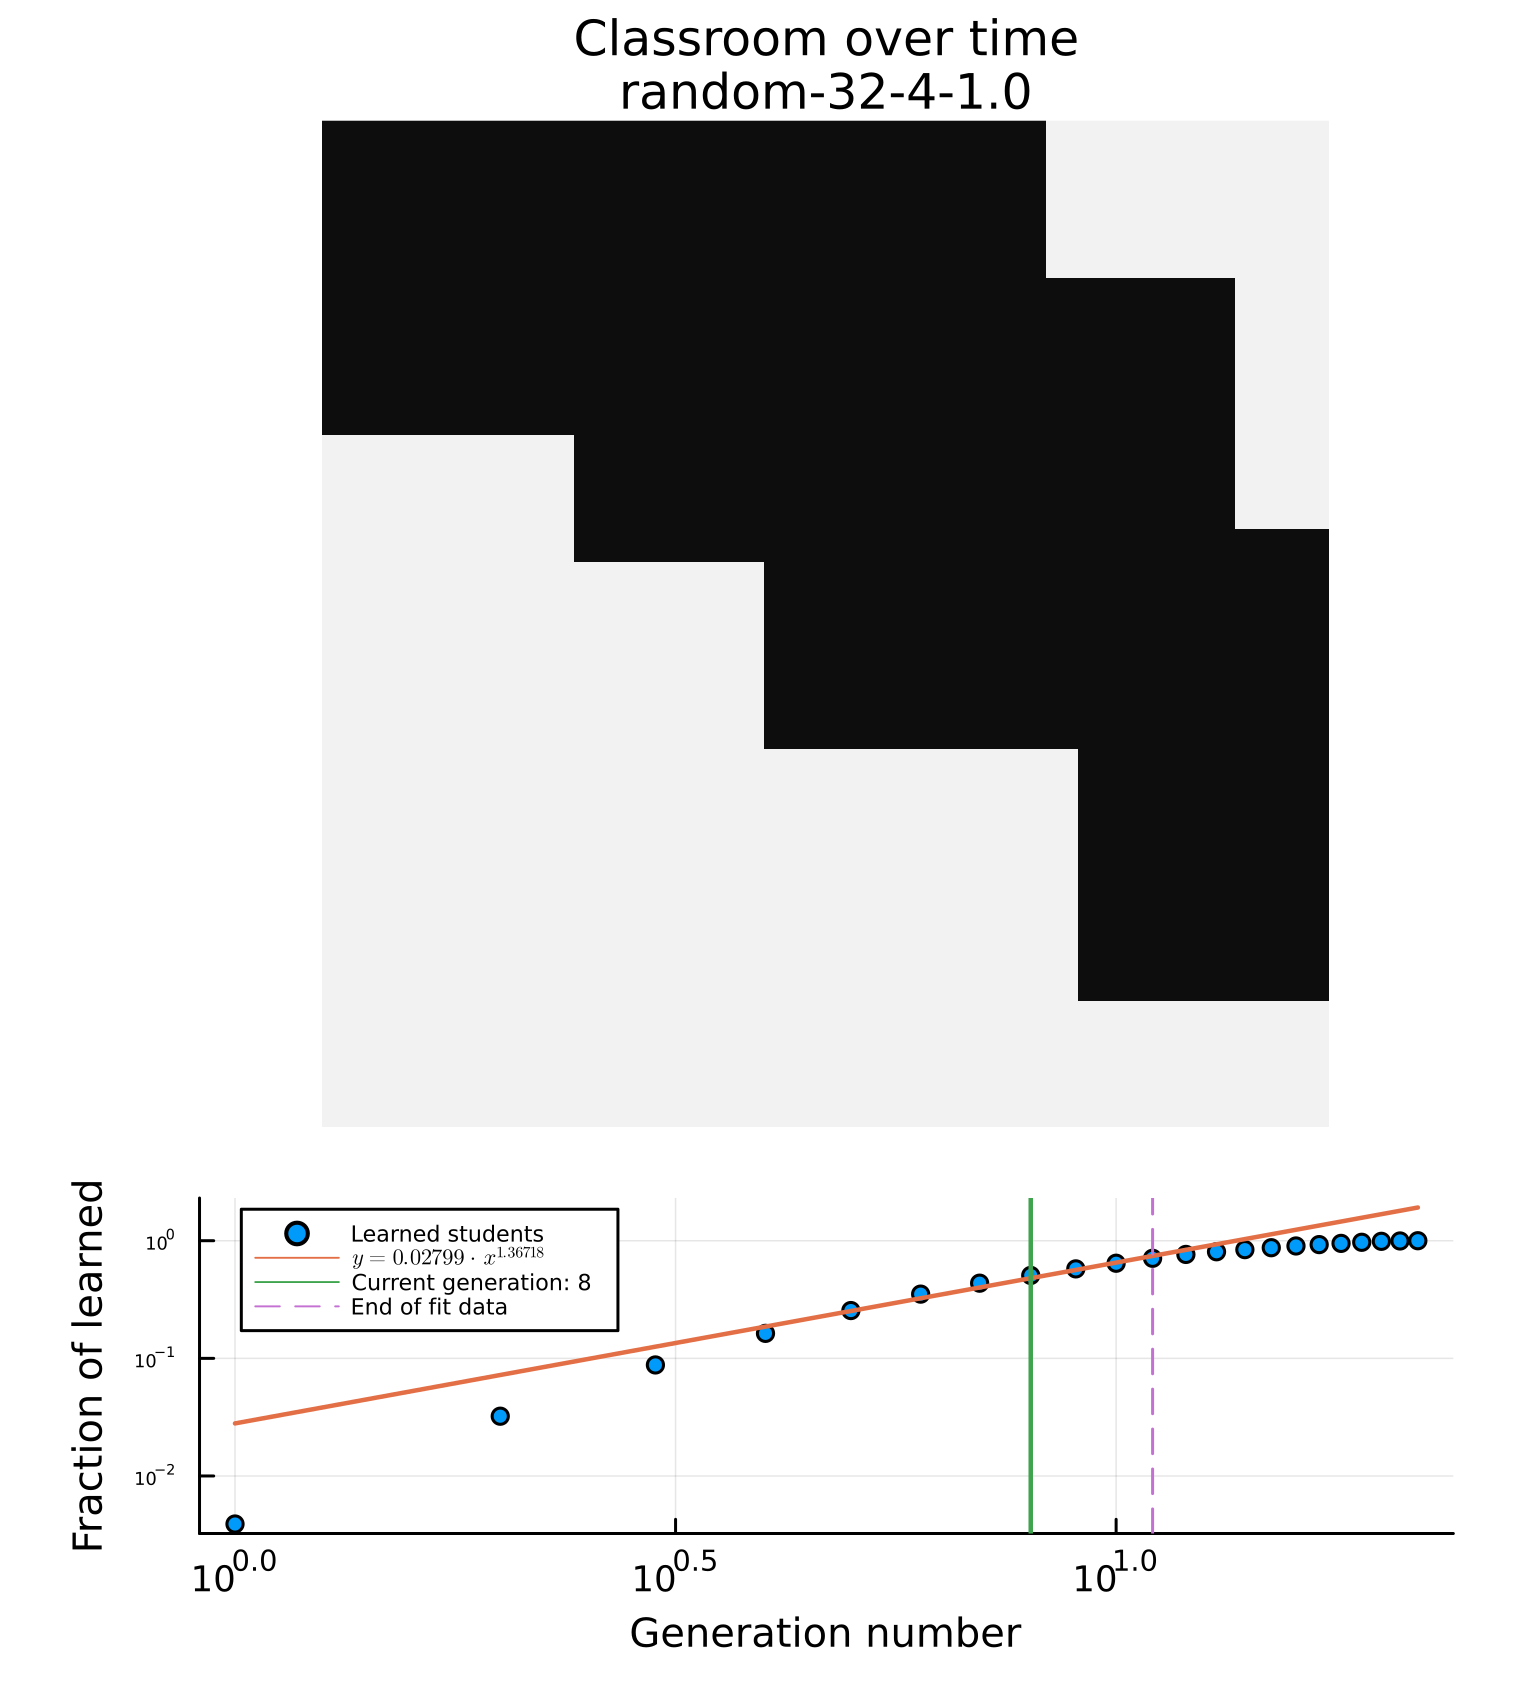 Classroom over time
random-32-4-1.0
Fraction of learned
10⁰
10⁻¹
10⁻²
Learned students
y = 0.02799 · x^1.36718
Current generation: 8
End of fit data
10^0.0
10^0.5
10^1.0
Generation number